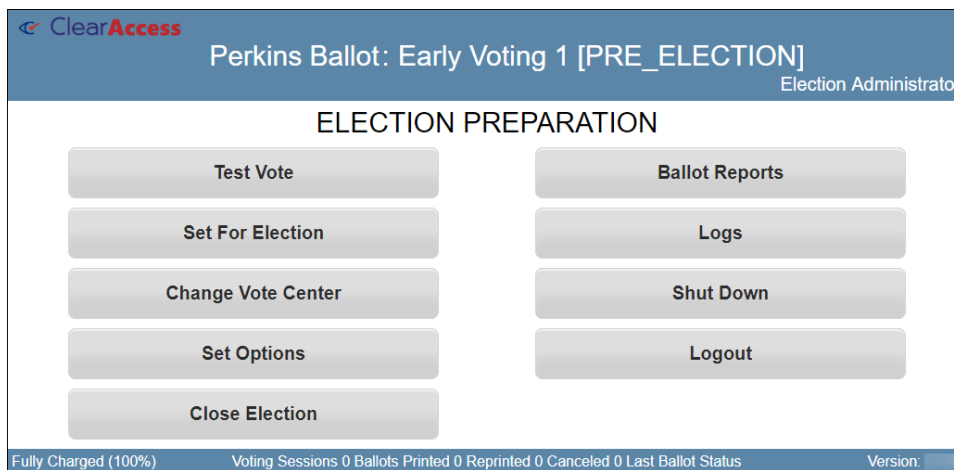 ClearAccess
Perkins Ballot: Early Voting 1 [PRE_ELECTION]
Election Administrato
ELECTION PREPARATION
Test Vote
Ballot Reports
Set For Election
Logs
Change Vote Center
Shut Down
Set Options
Logout
Close Election
Fully Charged (100%) Voting Sessions 0 Ballots Printed 0 Reprinted 0 Canceled 0 Last Ballot Status Version: